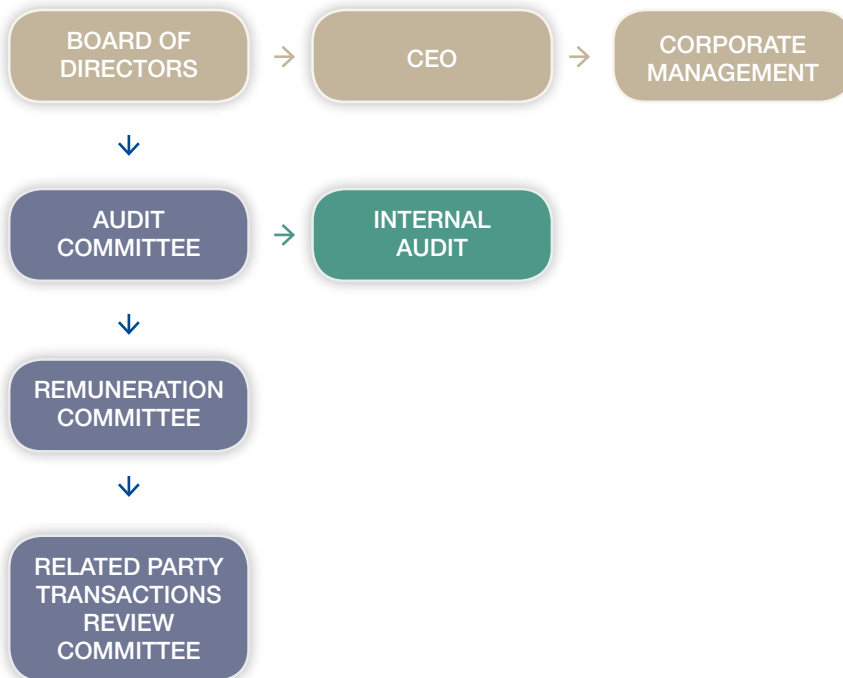 BOARD OF
DIRECTORS
CEO
CORPORATE
MANAGEMENT
AUDIT
COMMITTEE
INTERNAL
AUDIT
REMUNERATION
COMMITTEE
RELATED PARTY
TRANSACTIONS
REVIEW
COMMITTEE